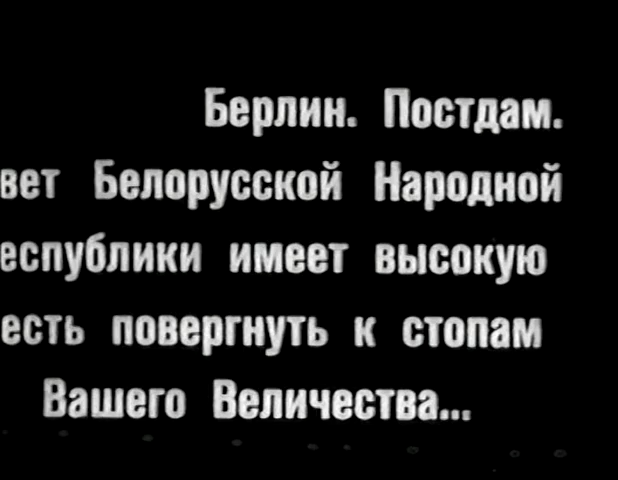 Берлин. Постдам.
вет Белорусской Народной
еспублики имеет высокую
есть повергнуть к стопам
Вашего Величества...